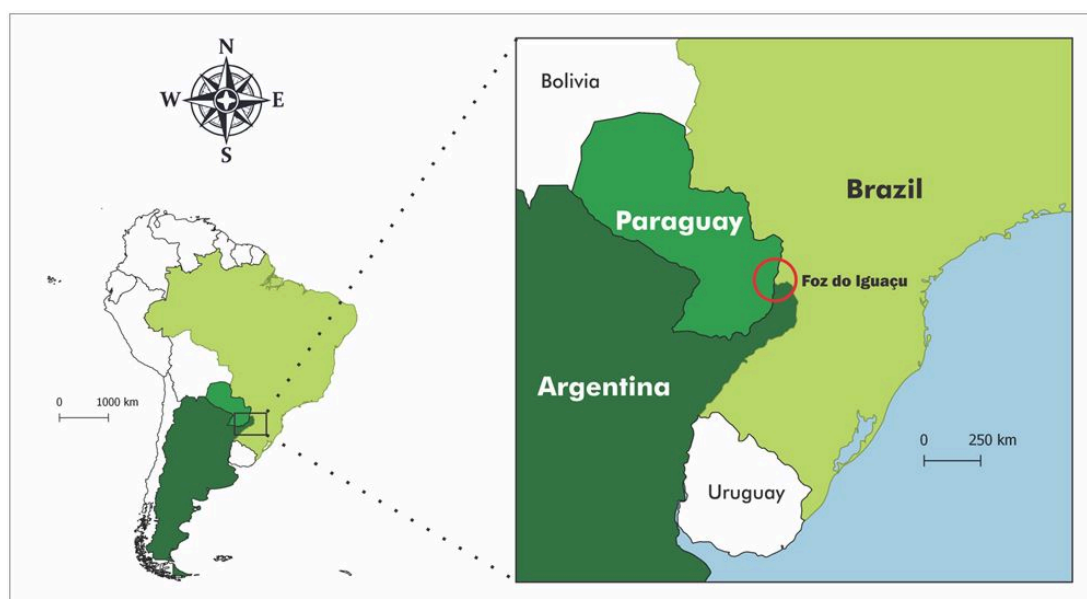 N
W E
S
0 1000 km
Bolivia
Paraguay
Brazil
Foz do Iguaçu
Argentina
0 250 km
Uruguay